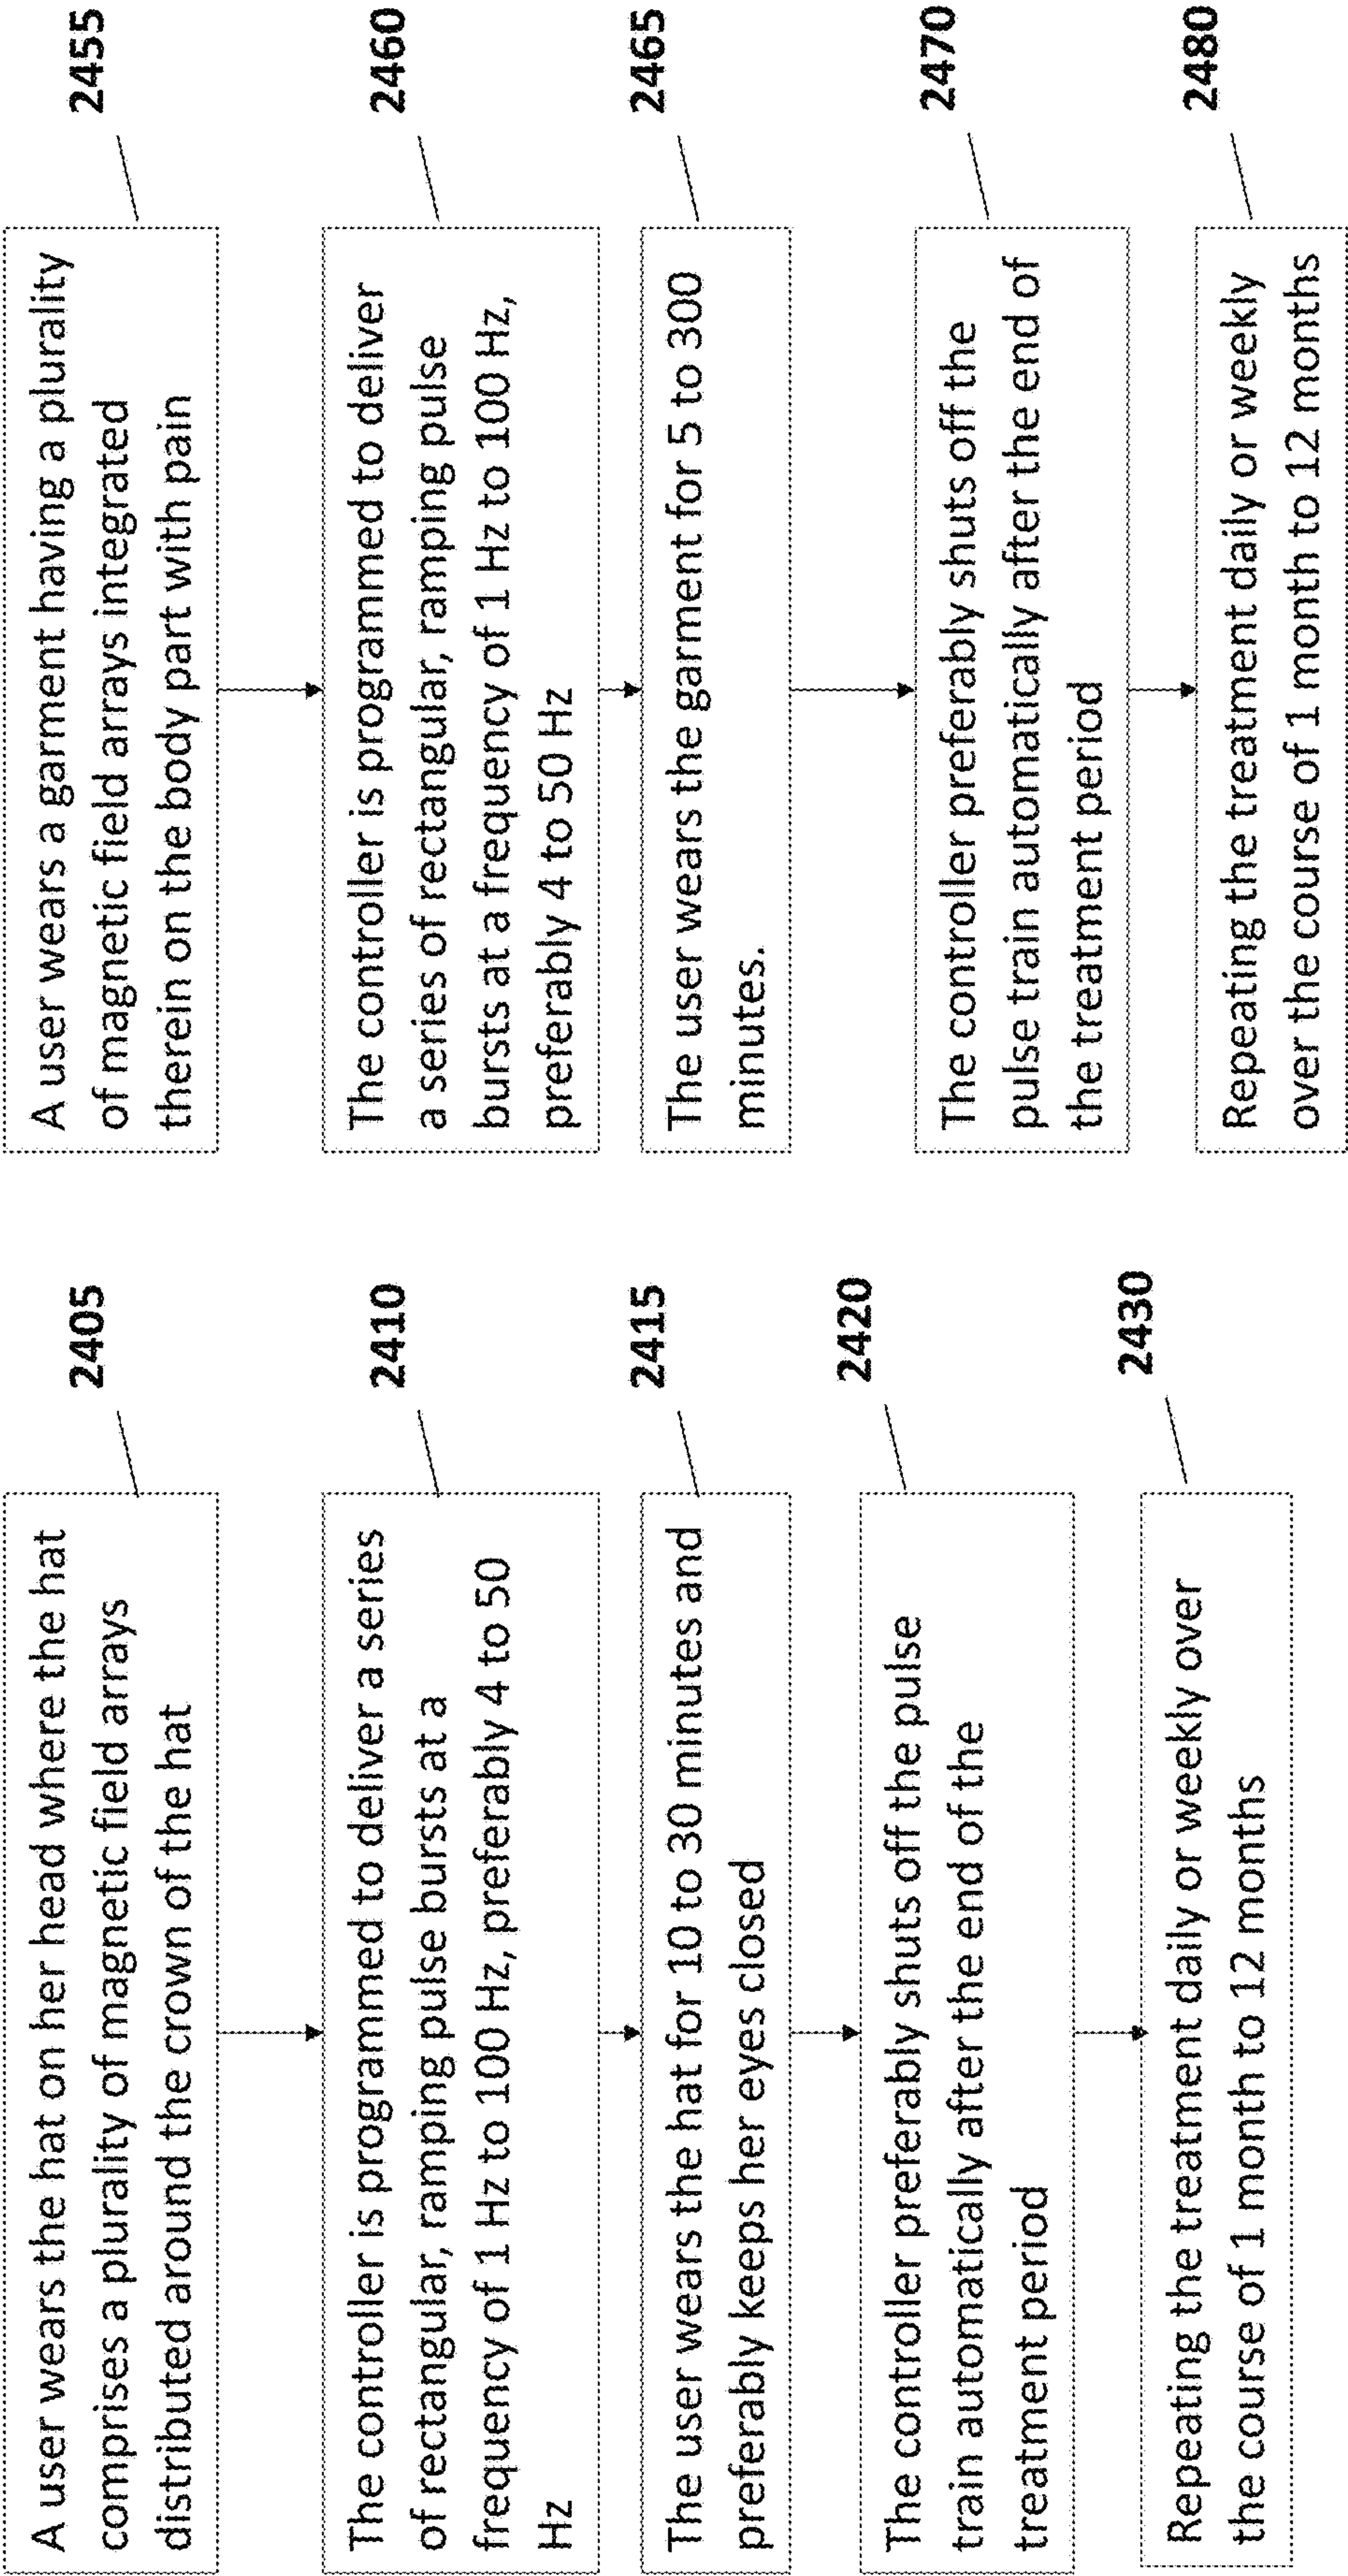 A user wears the hat on her head where the hat
comprises a plurality of magnetic field arrays
distributed around the crown of the hat
2405
The controller is programmed to deliver a series
of rectangular, ramping pulse bursts at a
frequency of 1 Hz to 100 Hz, preferably 4 to 50
Hz
2410
The user wears the hat for 10 to 30 minutes and
preferably keeps her eyes closed
2415
The controller preferably shuts off the pulse
train automatically after the end of the
treatment period
2420
Repeating the treatment daily or weekly over
the course of 1 month to 12 months
2430
A user wears a garment having a plurality
of magnetic field arrays integrated
therein on the body part with pain
2455
The controller is programmed to deliver
a series of rectangular, ramping pulse
bursts at a frequency of 1 Hz to 100 Hz,
preferably 4 to 50 Hz
2460
The user wears the garment for 5 to 300
minutes.
2465
The controller preferably shuts off the
pulse train automatically after the end of
the treatment period
2470
Repeating the treatment daily or weekly
over the course of 1 month to 12 months
2480